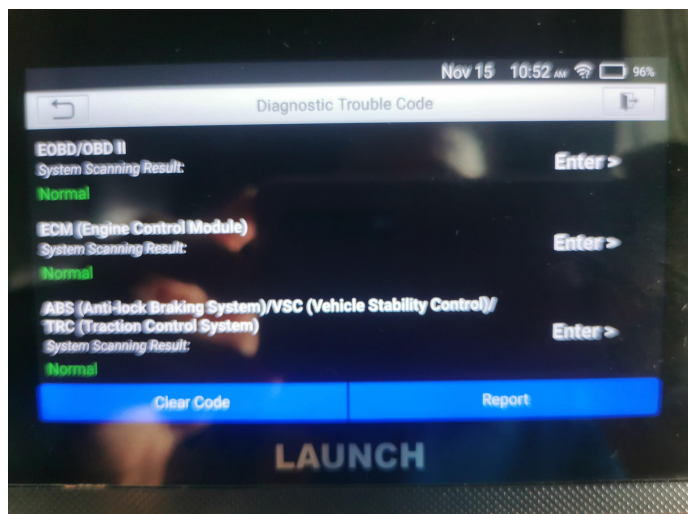 Nov 15 10:52 AM 96%
Diagnostic Trouble Code
EOBD/OBD II
System Scanning Result:
Enter >
Normal
ECM (Engine Control Module)
System Scanning Result:
Enter >
Normal
ABS (Anti-lock Braking System)/VSC (Vehicle Stability Control)/
TRC (Traction Control System)
Enter >
System Scanning Result:
Normal
Clear Code Report
LAUNCH